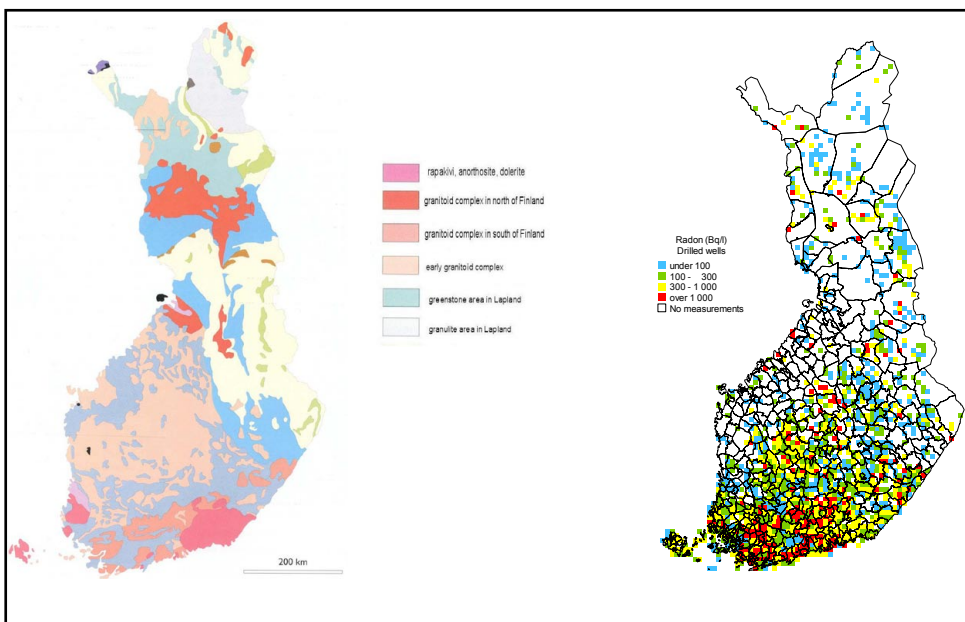 rapakivi, anorthosite, dolerite
granitoid complex in north of Finland
granitoid complex in south of Finland
early granitoid complex
greenstone area in Lapland
granulite area in Lapland
200 km
Radon (Bq/l)
Drilled wells
under 100
100 - 300
300 - 1 000
over 1 000
No measurements